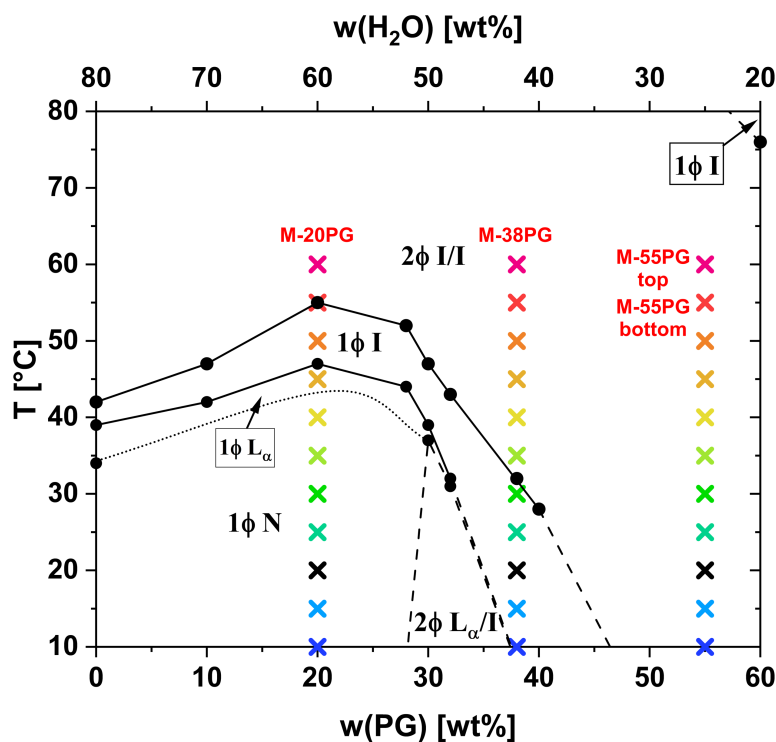 w(H₂O) [wt%]
80 70 60 50 40 30 20
80
70
60
50
40
30
20
10
T [°C]
1ϕ I
M-20PG
2ϕ I/I
M-38PG
M-55PG
top
M-55PG
bottom
1ϕ I
1ϕ Lα
1ϕ N
2ϕ Lα/I
0 10 20 30 40 50 60
w(PG) [wt%]